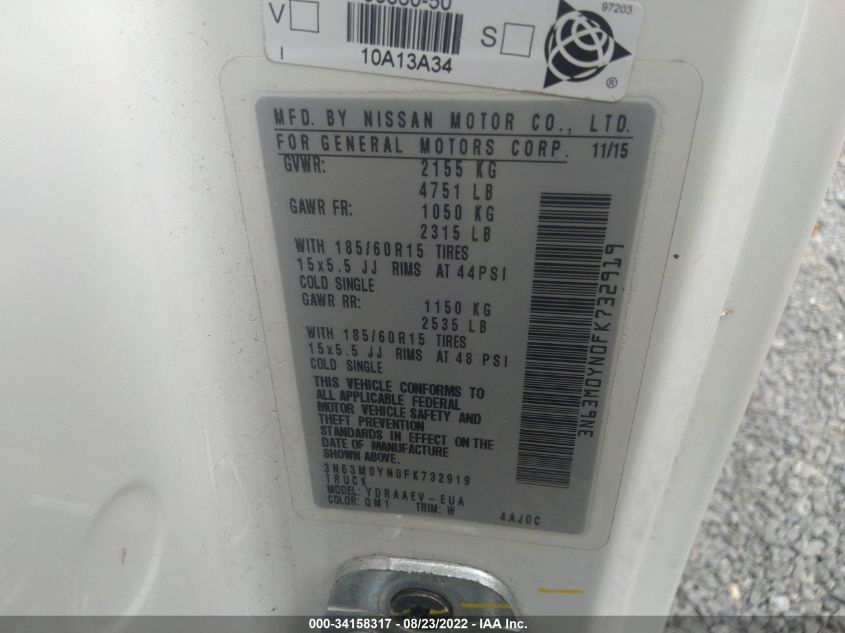 97203
V
S
I
10A13A34
®
MFD. BY NISSAN MOTOR CO., LTD.
FOR GENERAL MOTORS CORP. 11/15
GVWR: 2155 KG
4751 LB
GAWR FR: 1050 KG
2315 LB
WITH 185/60R15 TIRES
15x5.5 JJ RIMS AT 44PSI
COLD SINGLE
GAWR RR: 1150 KG
2535 LB
WITH 185/60R15 TIRES
15x5.5 JJ RIMS AT 48 PSI
COLD SINGLE
THIS VEHICLE CONFORMS TO
ALL APPLICABLE FEDERAL
MOTOR VEHICLE SAFETY AND
THEFT PREVENTION
STANDARDS IN EFFECT ON THE
DATE OF MANUFACTURE
3N63M0YN0FK732919
TRUCK
MODEL: YDRAAEV-EUA
COLOR: QM1 TRIM: W
4AJ0C
3N63M0YN0FK732919
000-34158317 - 08/23/2022 - IAA Inc.